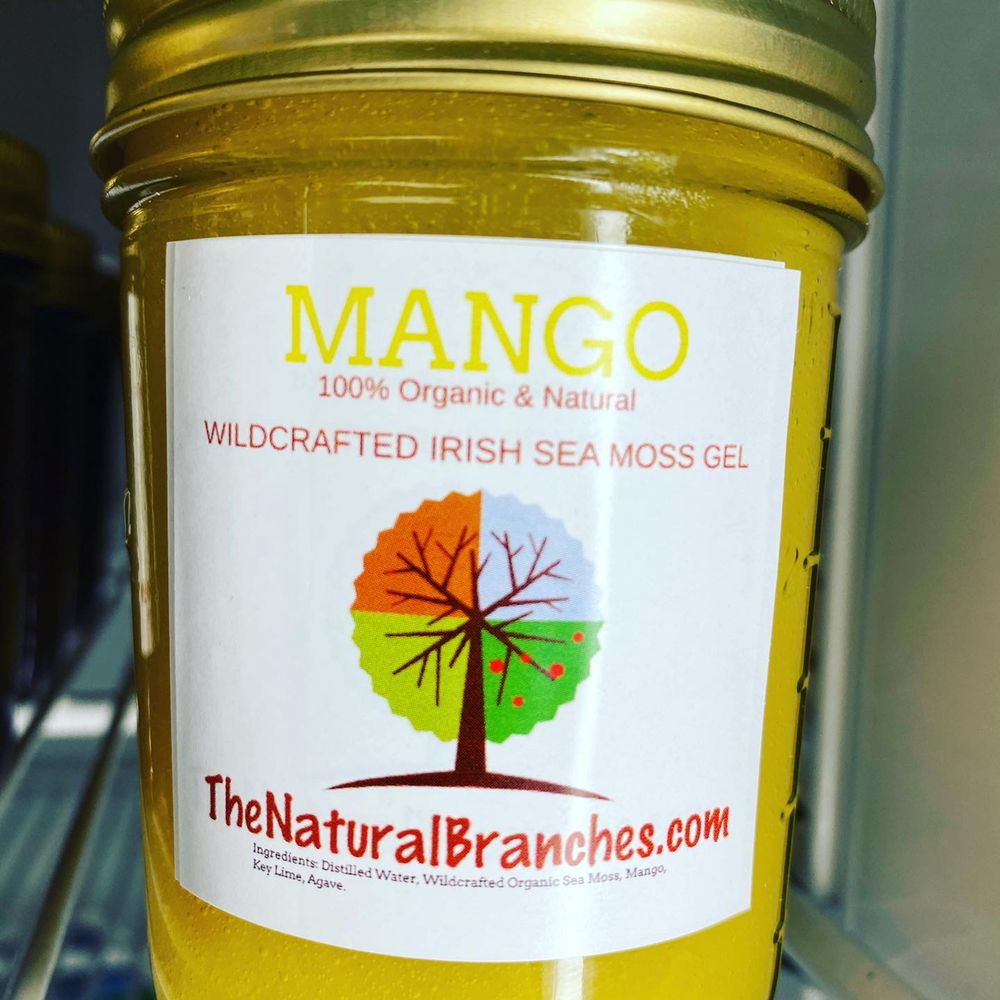 MANGO
100% Organic & Natural
WILDCRAFTED IRISH SEA MOSS GEL
TheNaturalBranches.com
Ingredients: Distilled Water, Wildcrafted Organic Sea Moss, Mango,
Key Lime, Agave.